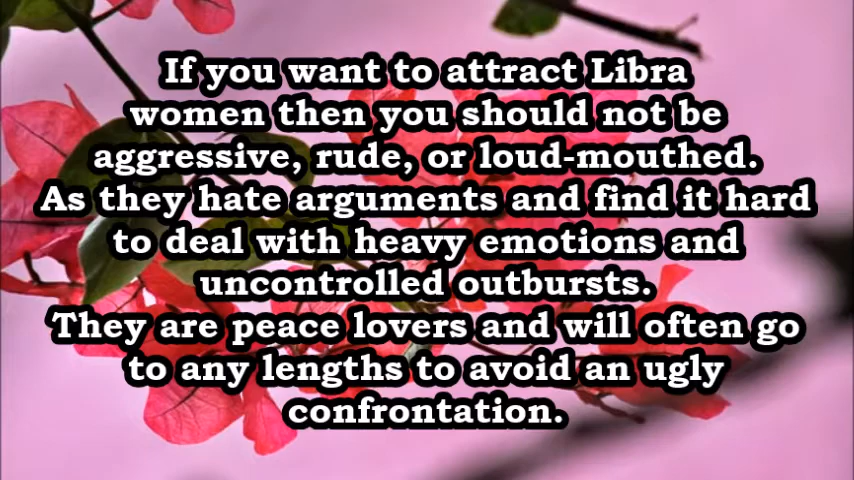 If you want to attract Libra
women then you should not be
aggressive, rude, or loud-mouthed.
As they hate arguments and find it hard
to deal with heavy emotions and
uncontrolled outbursts.
They are peace lovers and will often go
to any lengths to avoid an ugly
confrontation.